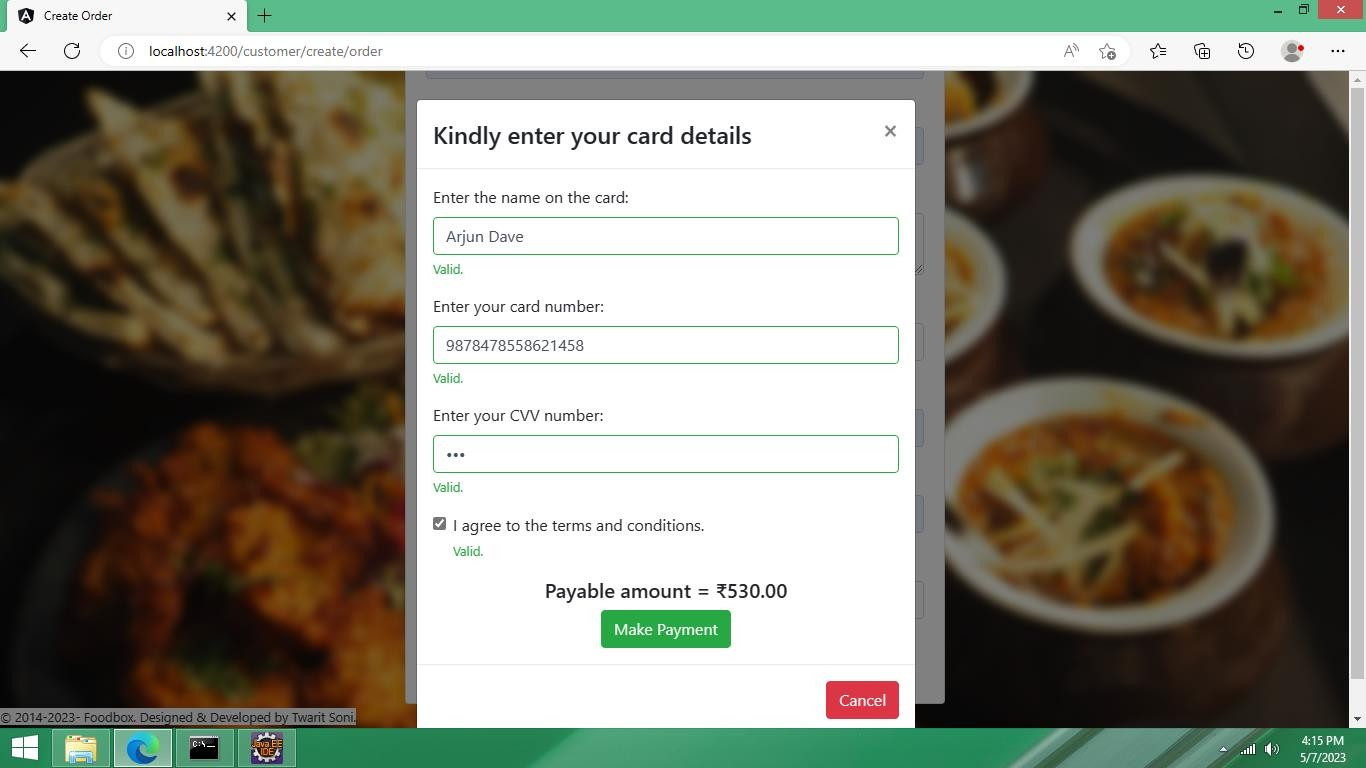 Create Order
localhost:4200/customer/create/order
Kindly enter your card details
×
Enter the name on the card:
Arjun Dave
Valid.
Enter your card number:
9878478558621458
Valid.
Enter your CVV number:
•••
Valid.
I agree to the terms and conditions.
Valid.
Payable amount = ₹530.00
Make Payment
Cancel
© 2014-2023- Foodbox. Designed & Developed by Twarit Soni.
C:\_
Java EE
IDE
4:15 PM
5/7/2023